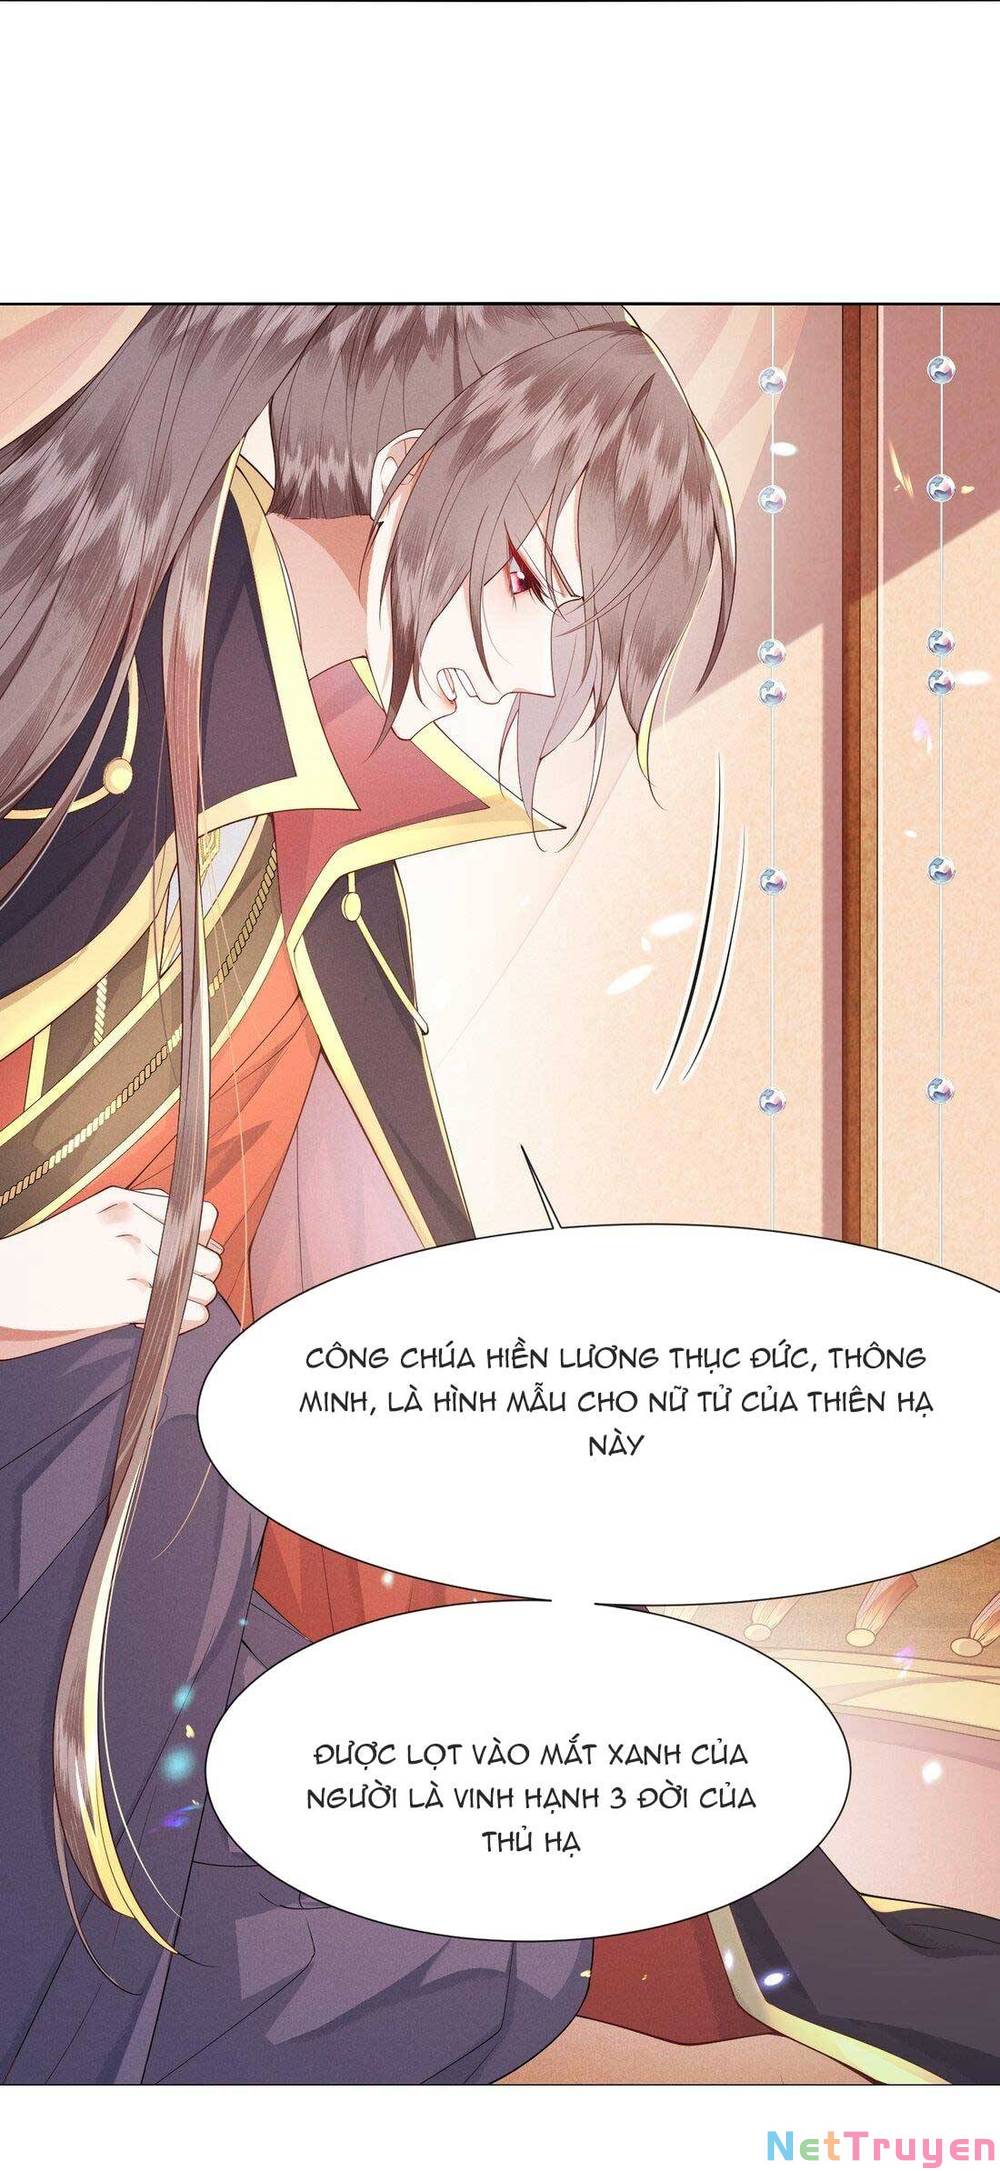 CÔNG CHÚA HIỀN LƯƠNG THỤC ĐỨC, THÔNG
MINH, LÀ HÌNH MẪU CHO NỮ TỬ CỦA THIÊN HẠ
NÀY
ĐƯỢC LỌT VÀO MẮT XANH CỦA
NGƯỜI LÀ VINH HẠNH 3 ĐỜI CỦA
THỦ HẠ
NetTruyen